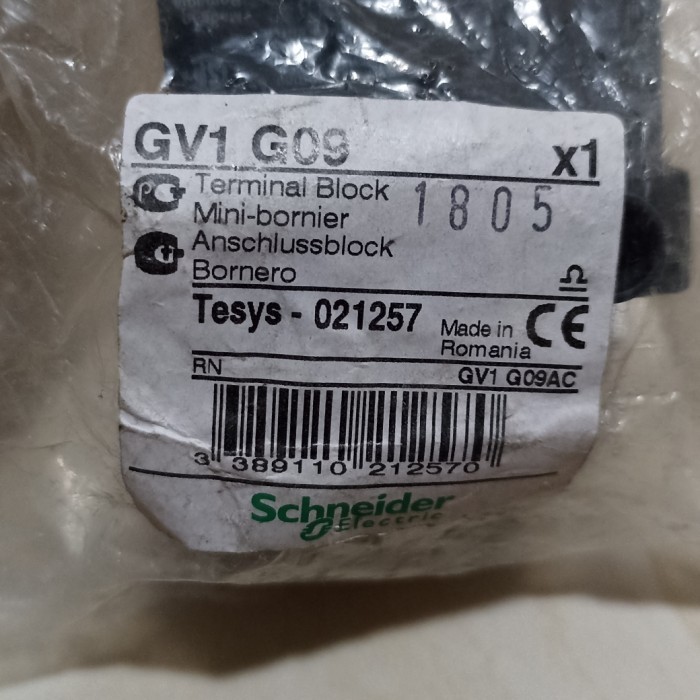 GV1 G09 x1
Terminal Block 1805
Mini-bornier
Anschlussblock
Bornero
Tesys - 021257 Made in Romania CE
RN GV1 G09AC
3 389110 212570
Schneider
Electric